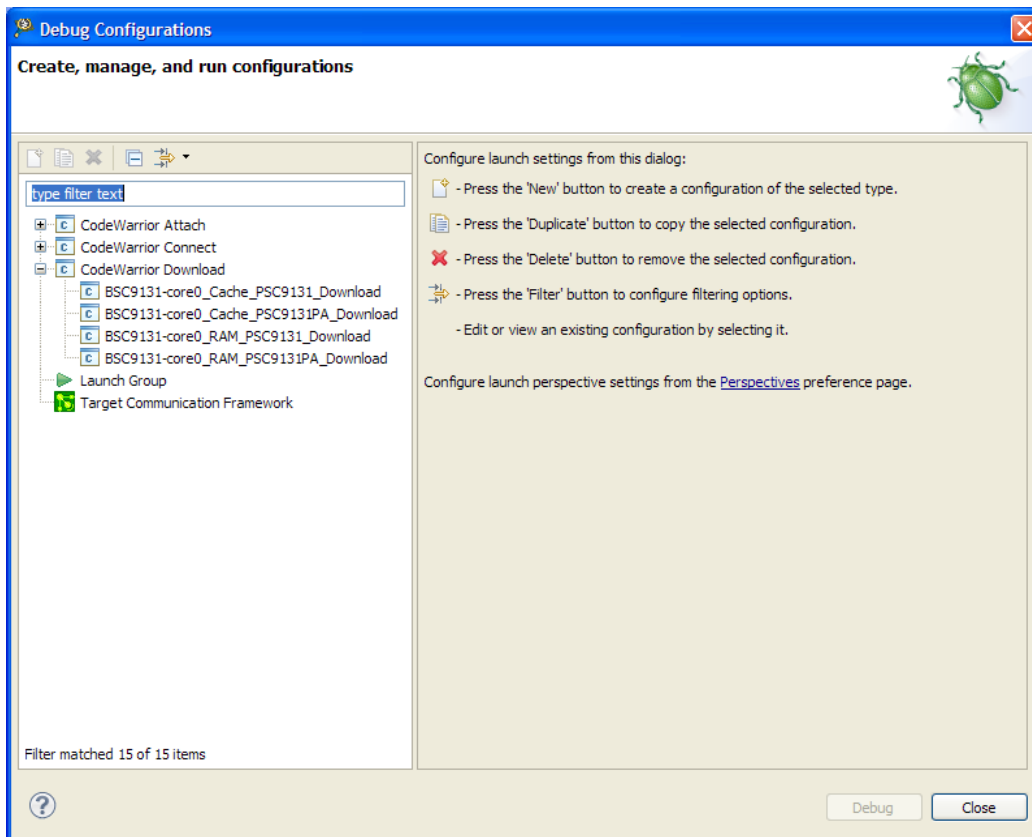 Debug Configurations
Create, manage, and run configurations
type filter text
CodeWarrior Attach
CodeWarrior Connect
CodeWarrior Download
BSC9131-core0_Cache_PSC9131_Download
BSC9131-core0_Cache_PSC9131PA_Download
BSC9131-core0_RAM_PSC9131_Download
BSC9131-core0_RAM_PSC9131PA_Download
Launch Group
Target Communication Framework
Filter matched 15 of 15 items
Configure launch settings from this dialog:
- Press the 'New' button to create a configuration of the selected type.
- Press the 'Duplicate' button to copy the selected configuration.
- Press the 'Delete' button to remove the selected configuration.
- Press the 'Filter' button to configure filtering options.
- Edit or view an existing configuration by selecting it.
Configure launch perspective settings from the Perspectives preference page.
Debug
Close